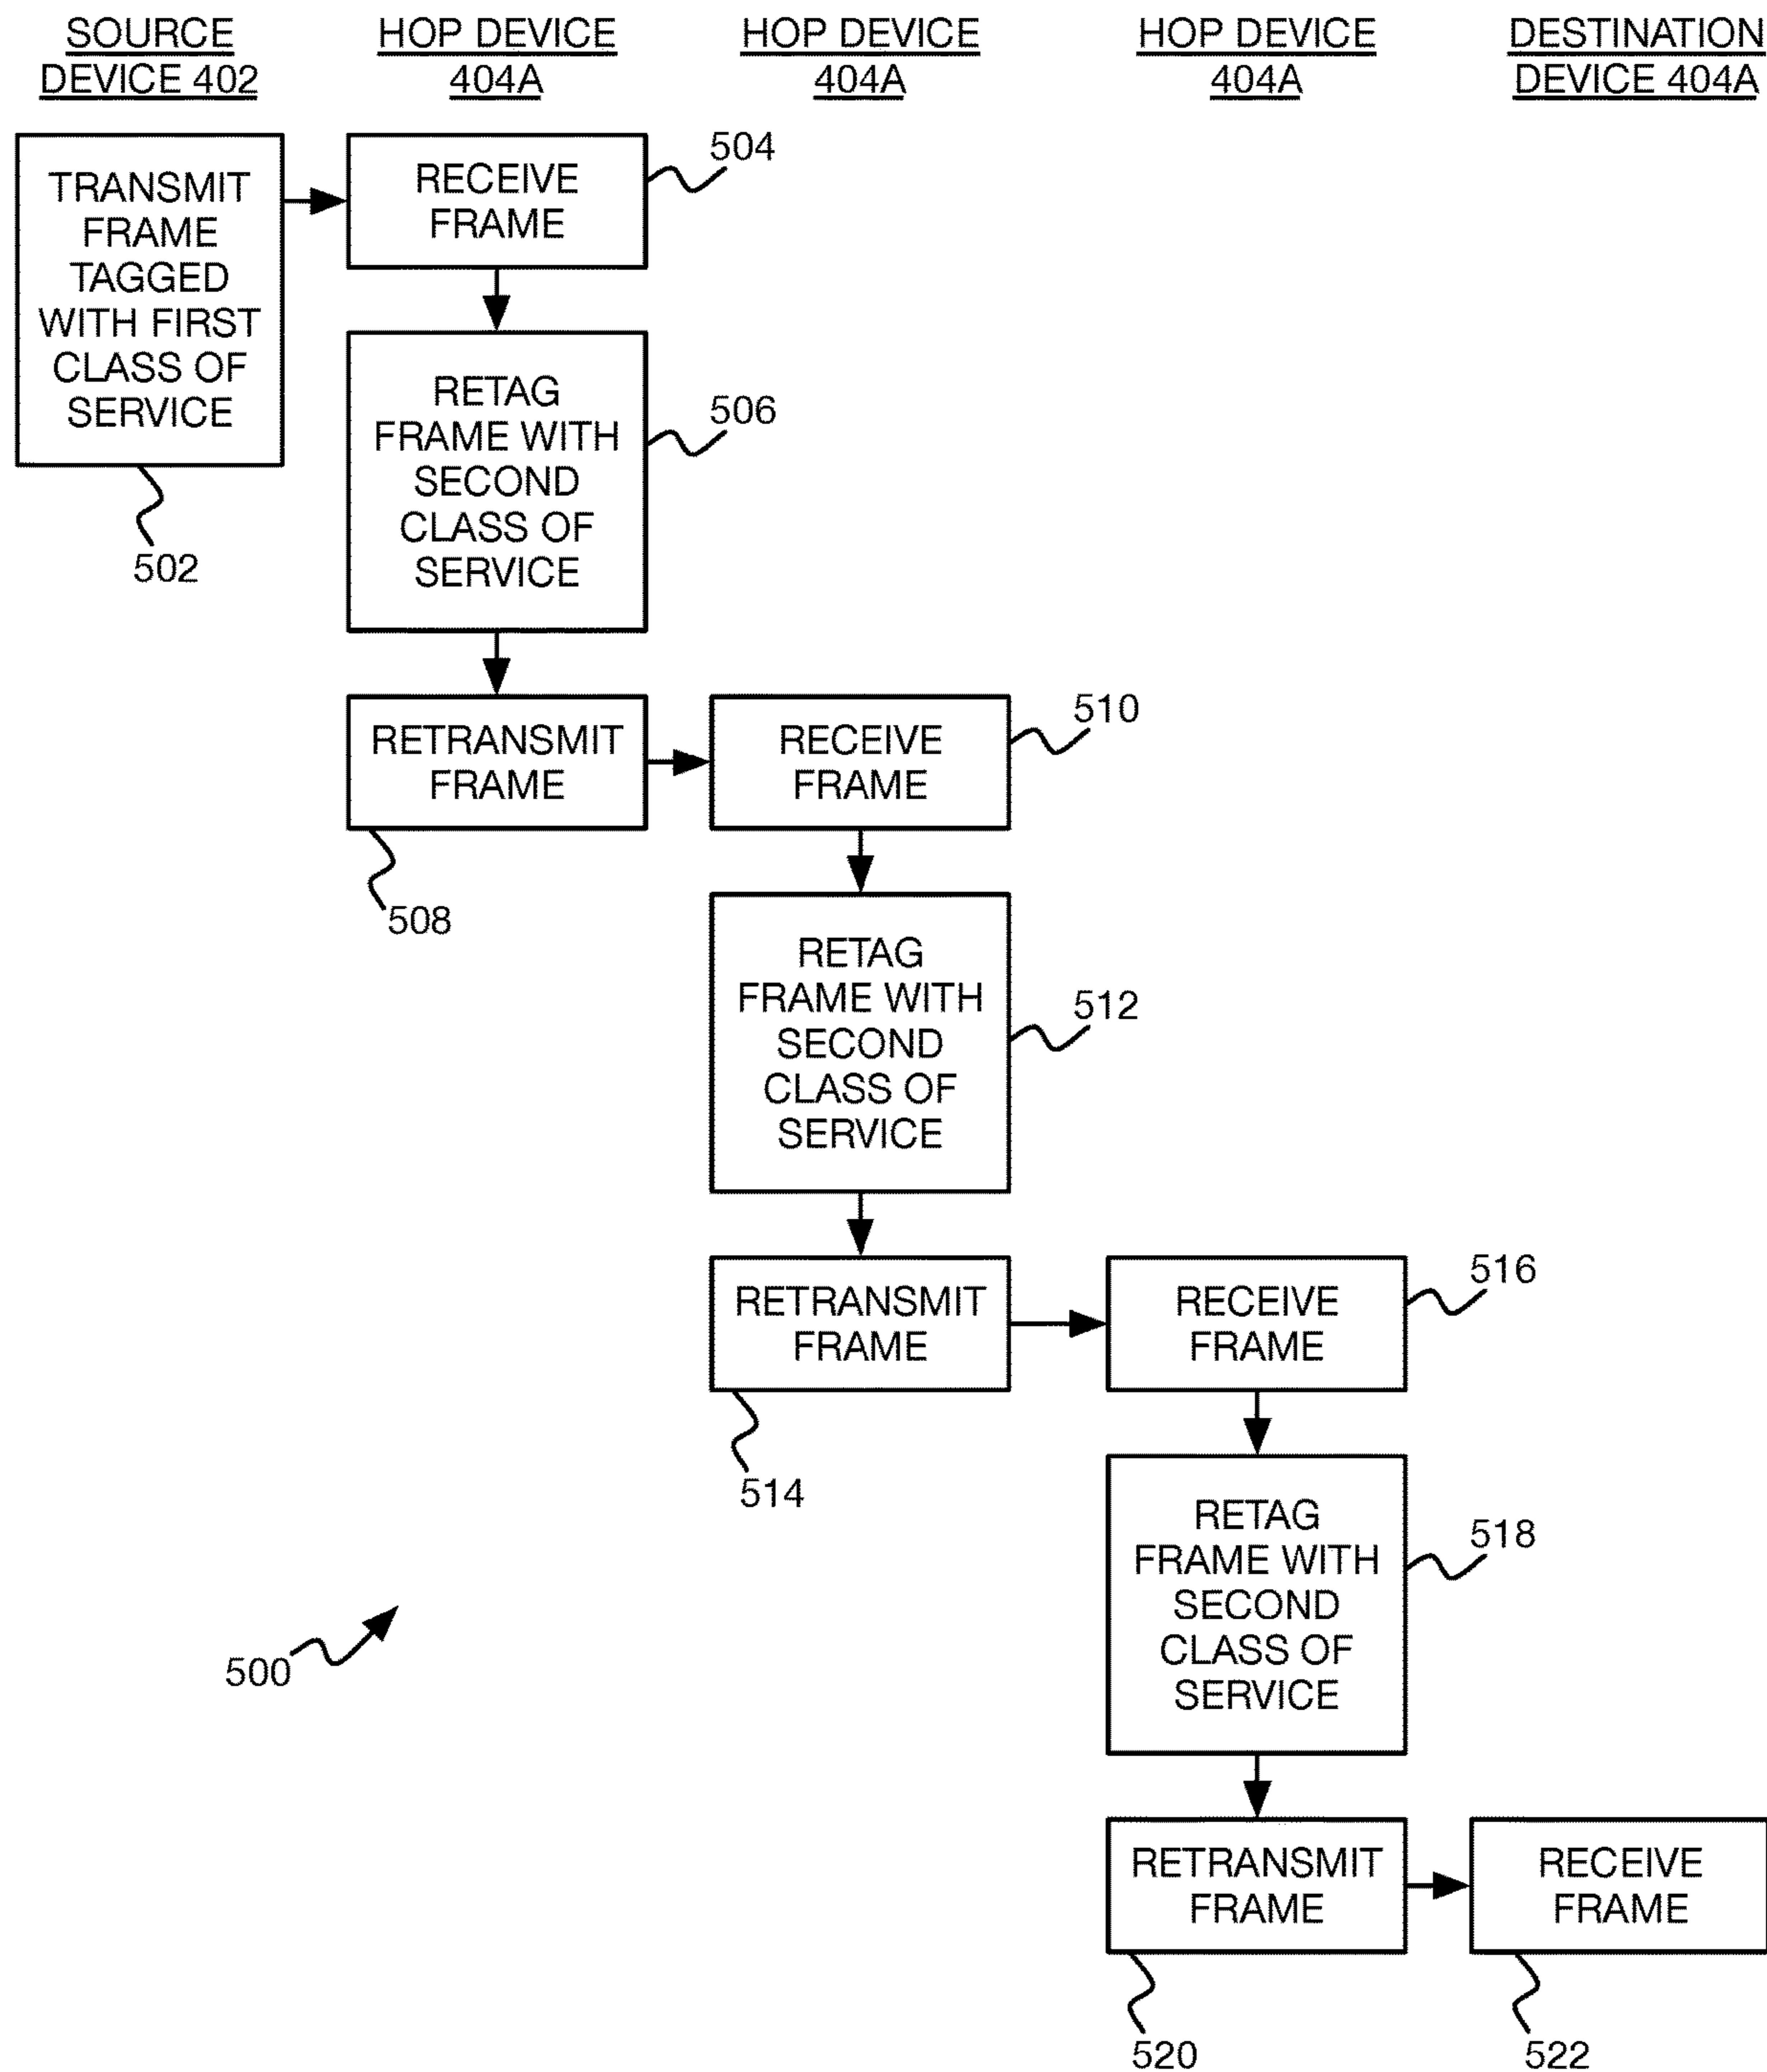 SOURCE
DEVICE 402
HOP DEVICE
404A
HOP DEVICE
404A
HOP DEVICE
404A
DESTINATION
DEVICE 404A
TRANSMIT
FRAME
TAGGED
WITH FIRST
CLASS OF
SERVICE
502
RECEIVE
FRAME
504
RETAG
FRAME WITH
SECOND
CLASS OF
SERVICE
506
RETRANSMIT
FRAME
508
RECEIVE
FRAME
510
RETAG
FRAME WITH
SECOND
CLASS OF
SERVICE
512
RETRANSMIT
FRAME
514
RECEIVE
FRAME
516
RETAG
FRAME WITH
SECOND
CLASS OF
SERVICE
518
500
RETRANSMIT
FRAME
520
RECEIVE
FRAME
522